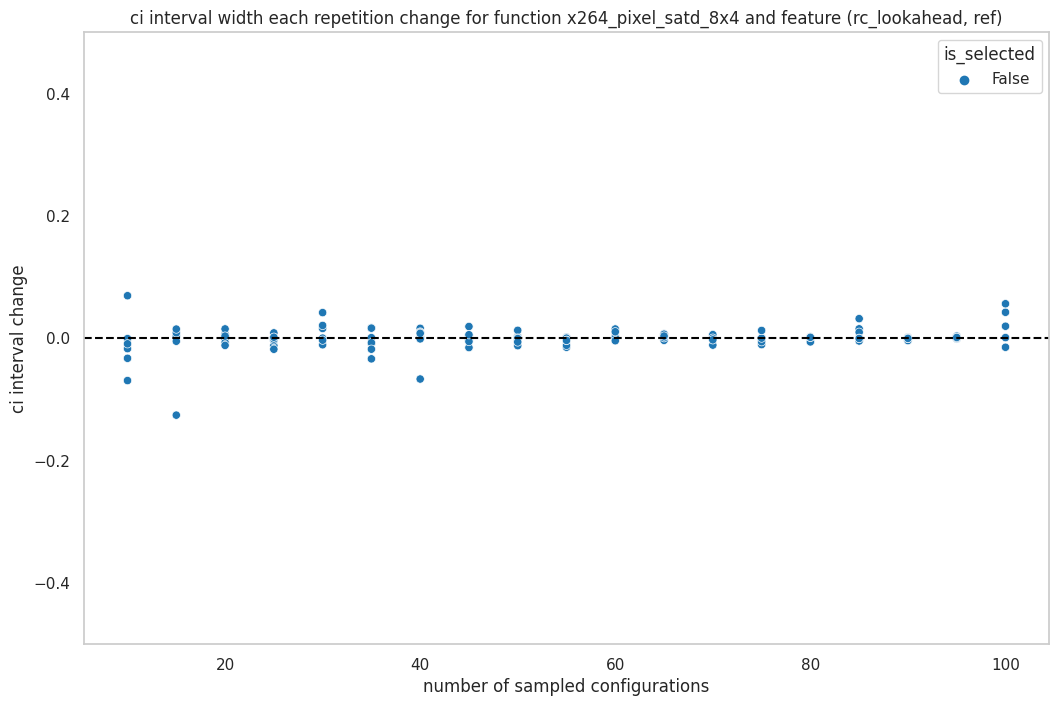 ci interval width each repetition change for function x264_pixel_satd_8x4 and feature (rc_lookahead, ref)
is_selected
False
ci interval change
0.4
0.2
0.0
−0.2
−0.4
20
40
60
80
100
number of sampled configurations